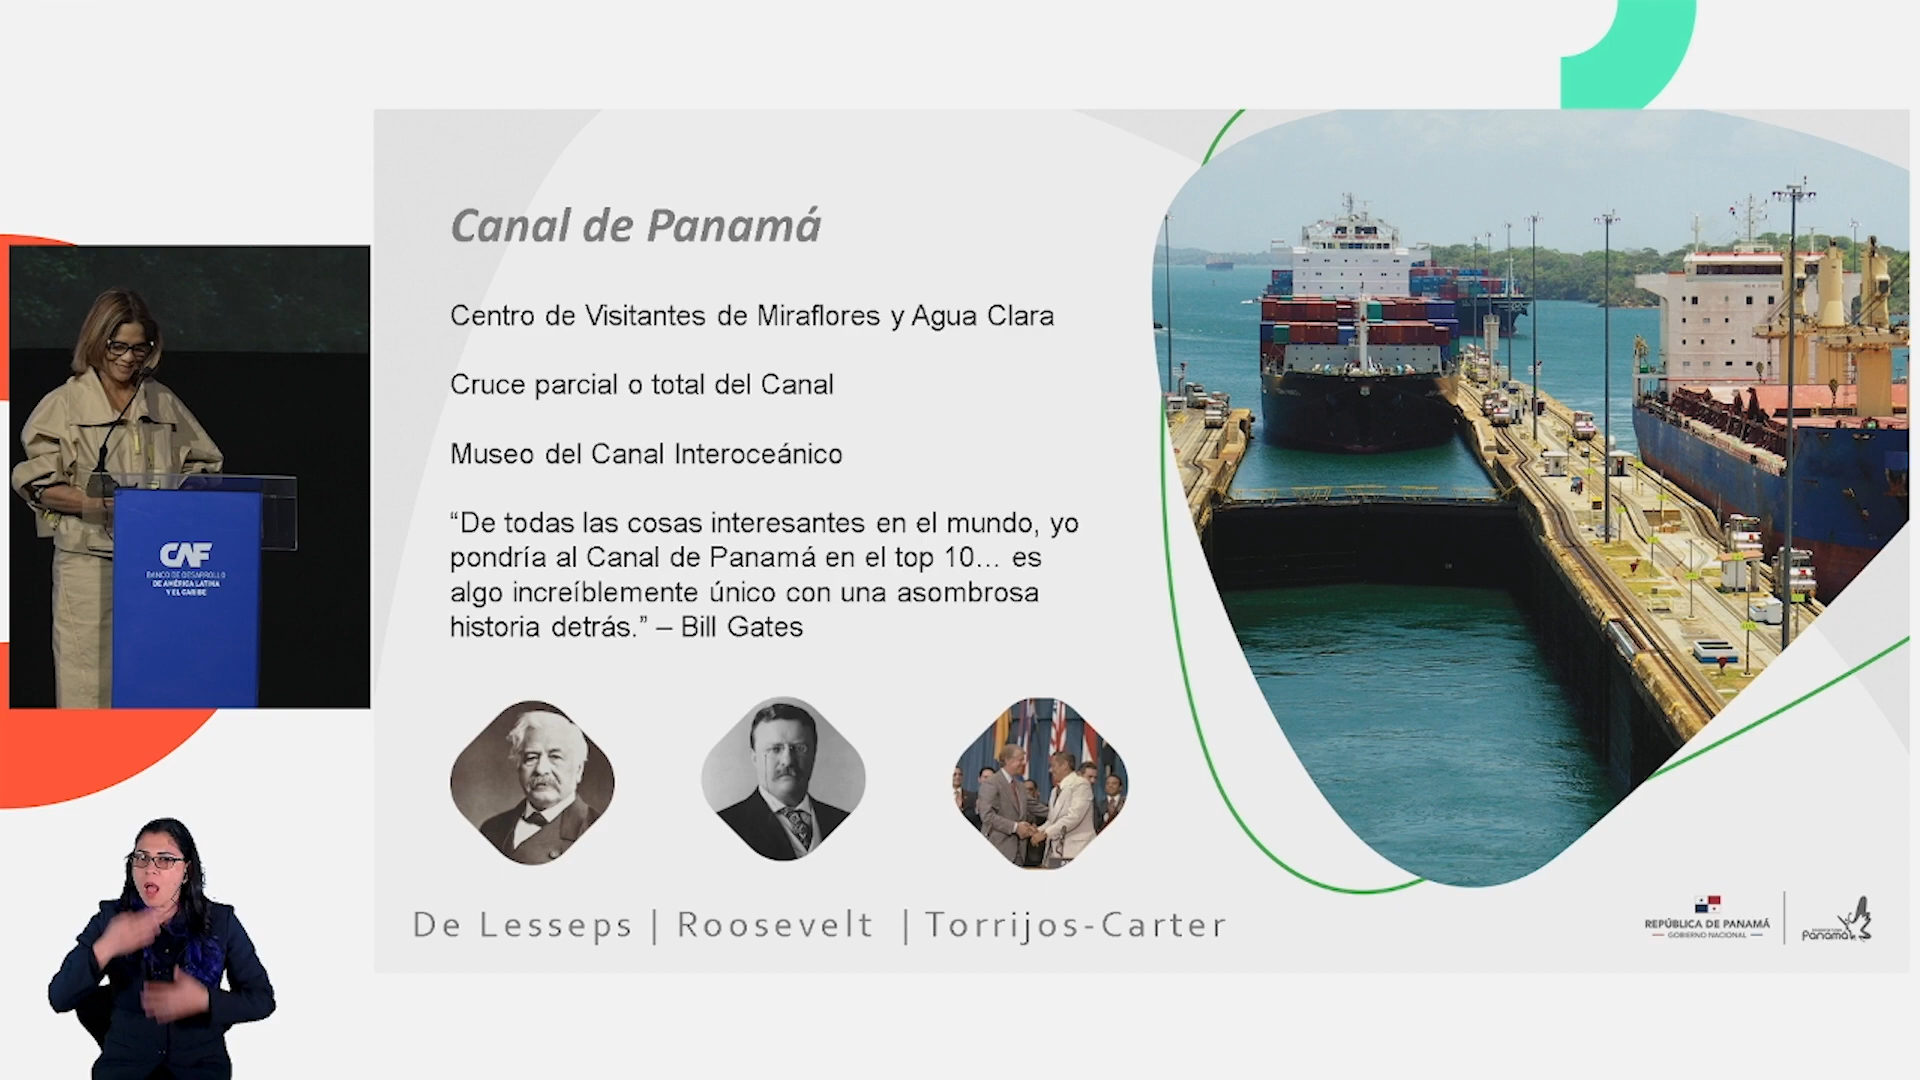 Canal de Panamá
Centro de Visitantes de Miraflores y Agua Clara
Cruce parcial o total del Canal
Museo del Canal Interoceánico
“De todas las cosas interesantes en el mundo, yo
pondría al Canal de Panamá en el top 10... es
algo increíblemente único con una asombrosa
historia detrás.” – Bill Gates
De Lesseps | Roosevelt | Torrijos-Carter
CAF
BANCO DE DESARROLLO
DE AMÉRICA LATINA
Y EL CARIBE
REPÚBLICA DE PANAMÁ
— GOBIERNO NACIONAL —
Panamá